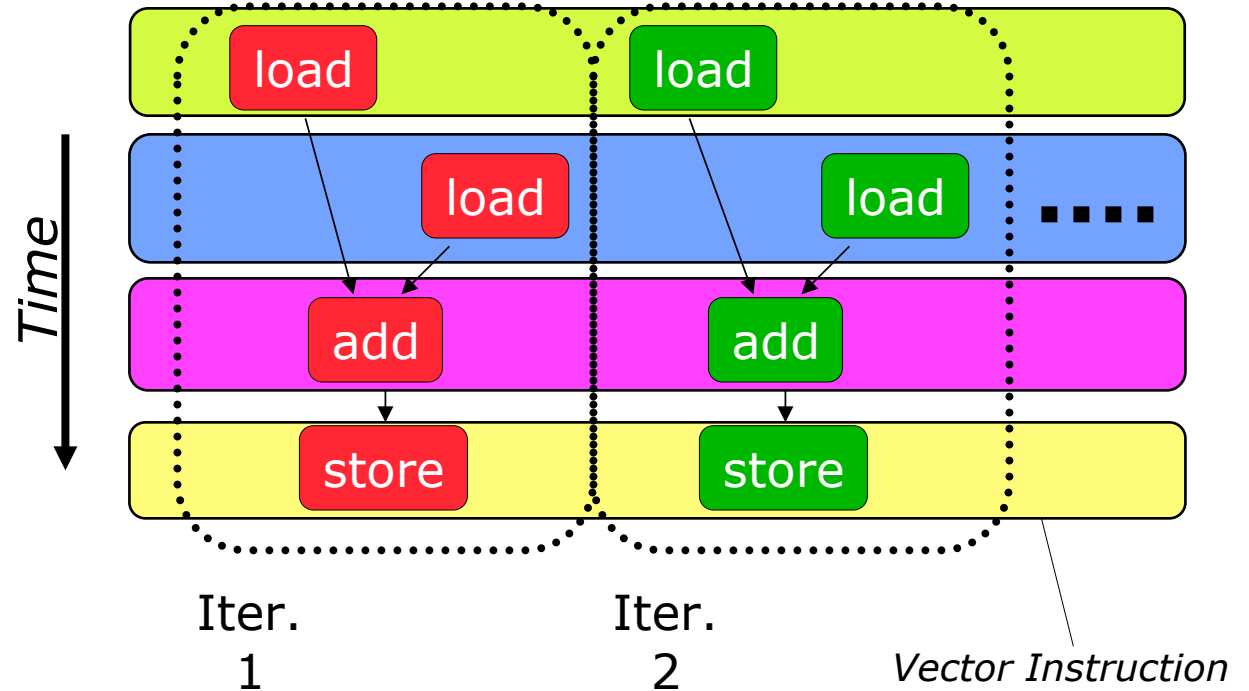 load
load
load
load
Time
add
add
store
store
Iter.
1
Iter.
2
Vector Instruction